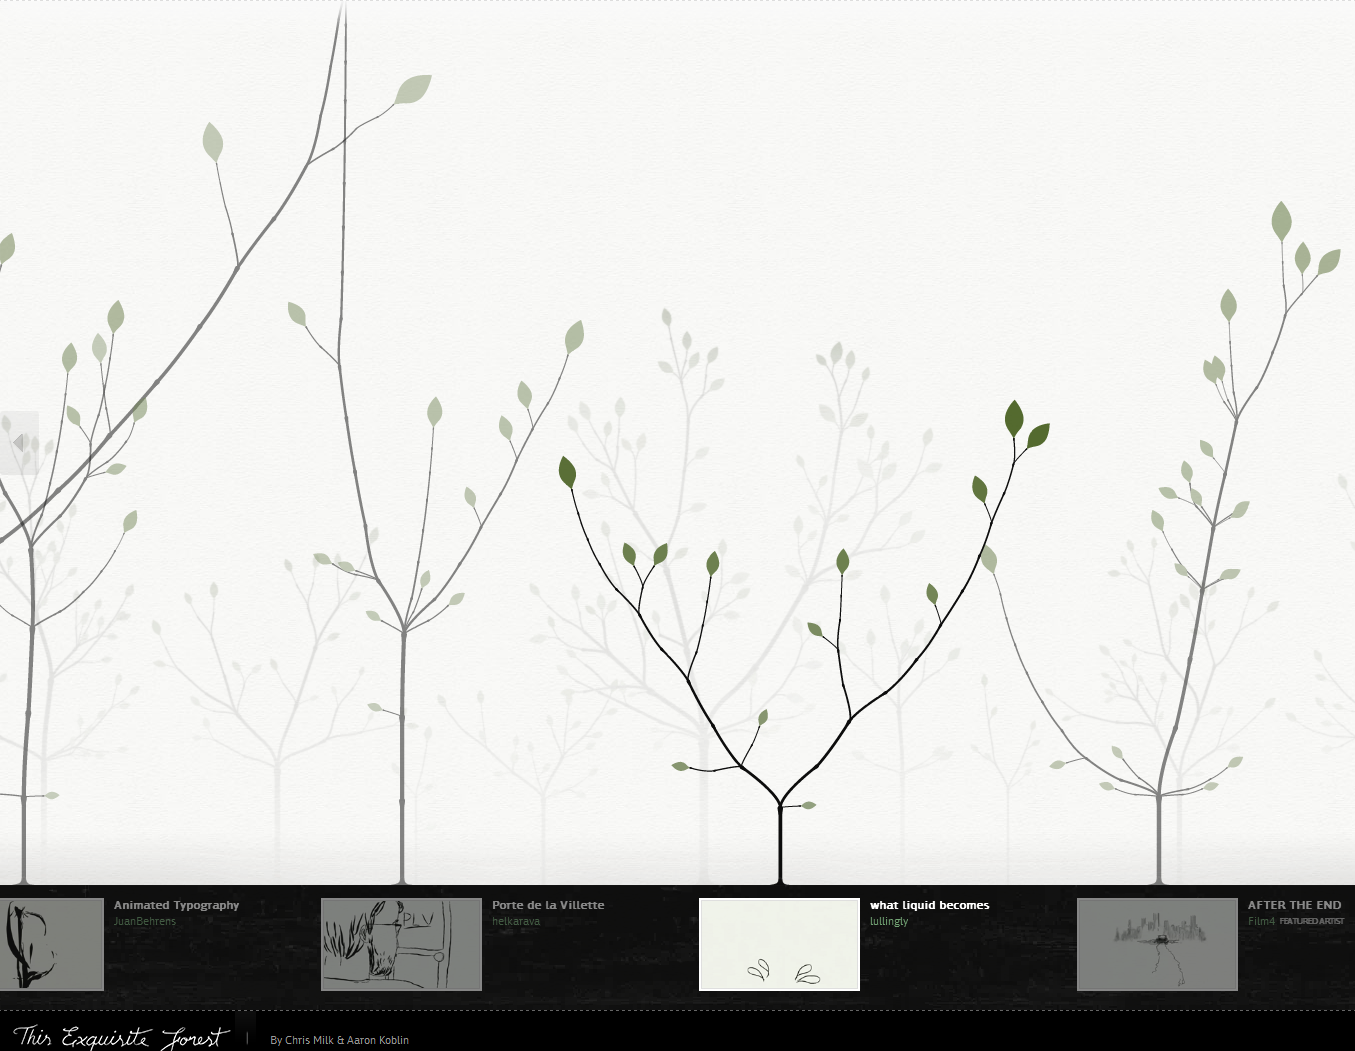 Animated Typography
JuanBehrens
PLV
Porte de la Villette
helkarava
what liquid becomes
lullingly
AFTER THE END
Film4 FEATURED ARTIST
This Exquisite Forest
By Chris Milk & Aaron Koblin